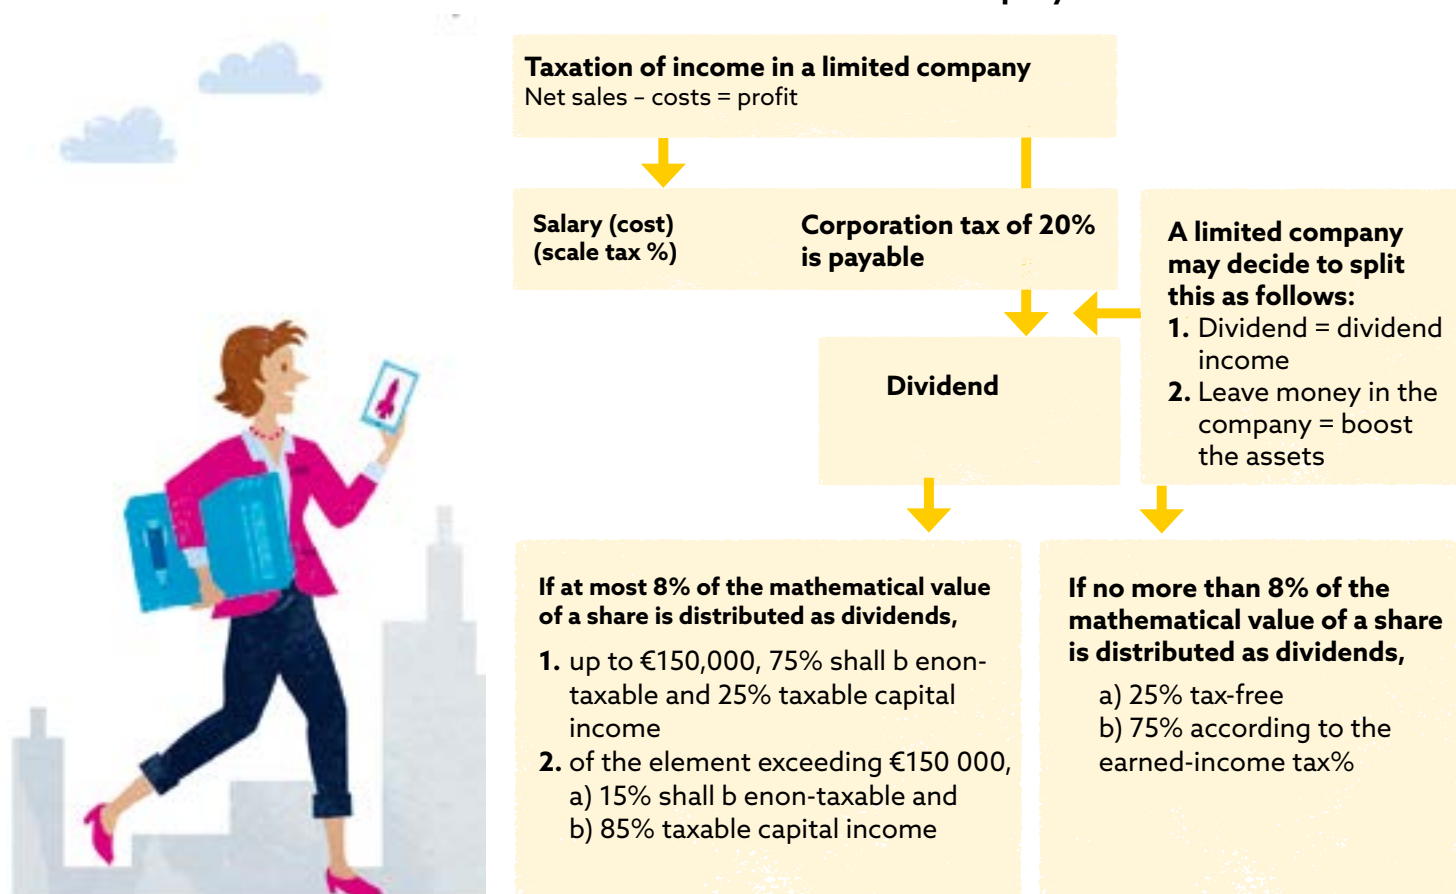 Taxation of income in a limited company
Net sales – costs = profit
Salary (cost)
(scale tax %)
Corporation tax of 20%
is payable
A limited company
may decide to split
this as follows:
1. Dividend = dividend
income
2. Leave money in the
company = boost
the assets
Dividend
If at most 8% of the mathematical value
of a share is distributed as dividends,
1. up to €150,000, 75% shall b enon-
taxable and 25% taxable capital
income
2. of the element exceeding €150 000,
a) 15% shall b enon-taxable and
b) 85% taxable capital income
If no more than 8% of the
mathematical value of a share
is distributed as dividends,
a) 25% tax-free
b) 75% according to the
earned-income tax%